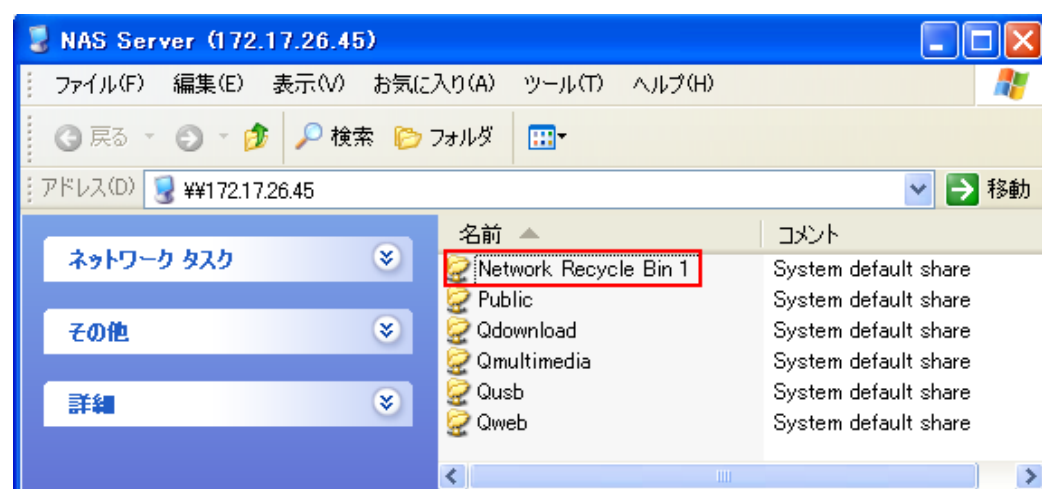 NAS Server (172.17.26.45)
ファイル(F) 編集(E) 表示(V) お気に入り(A) ツール(T) ヘルプ(H)
戻る 検索 フォルダ
アドレス(D) ¥¥172.17.26.45 移動
名前 コメント
ネットワーク タスク
その他
詳細
Network Recycle Bin 1 System default share
Public System default share
Qdownload System default share
Qmultimedia System default share
Qusb System default share
Qweb System default share